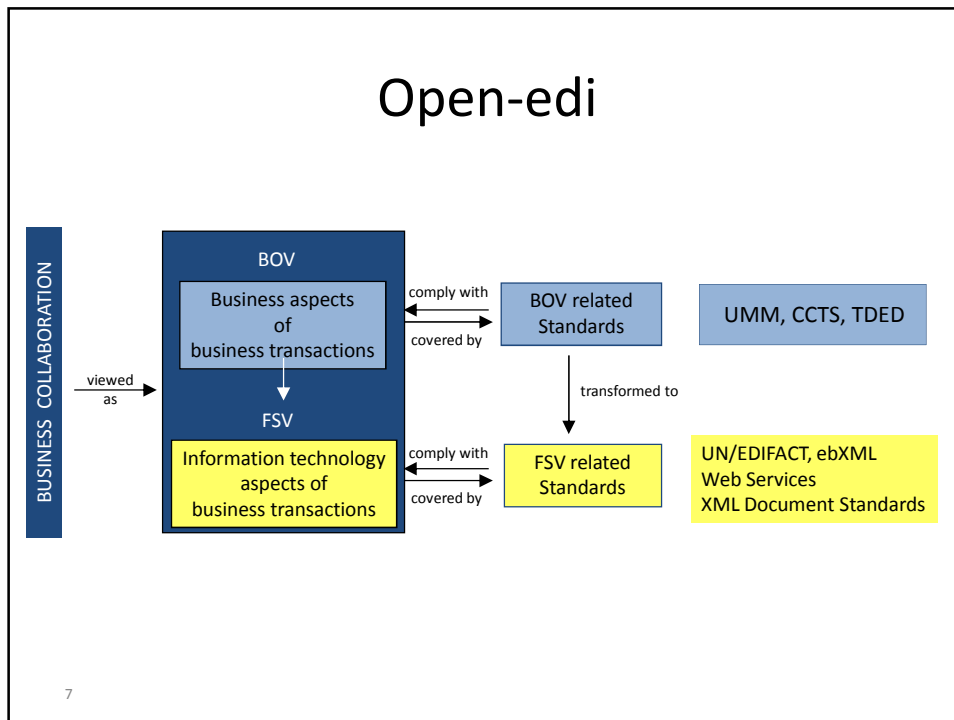 Open-edi
BUSINESS COLLABORATION
viewed
as
BOV
Business aspects
of
business transactions
FSV
Information technology
aspects of
business transactions
comply with
covered by
BOV related
Standards
UMM, CCTS, TDED
transformed to
comply with
covered by
FSV related
Standards
UN/EDIFACT, ebXML
Web Services
XML Document Standards
7